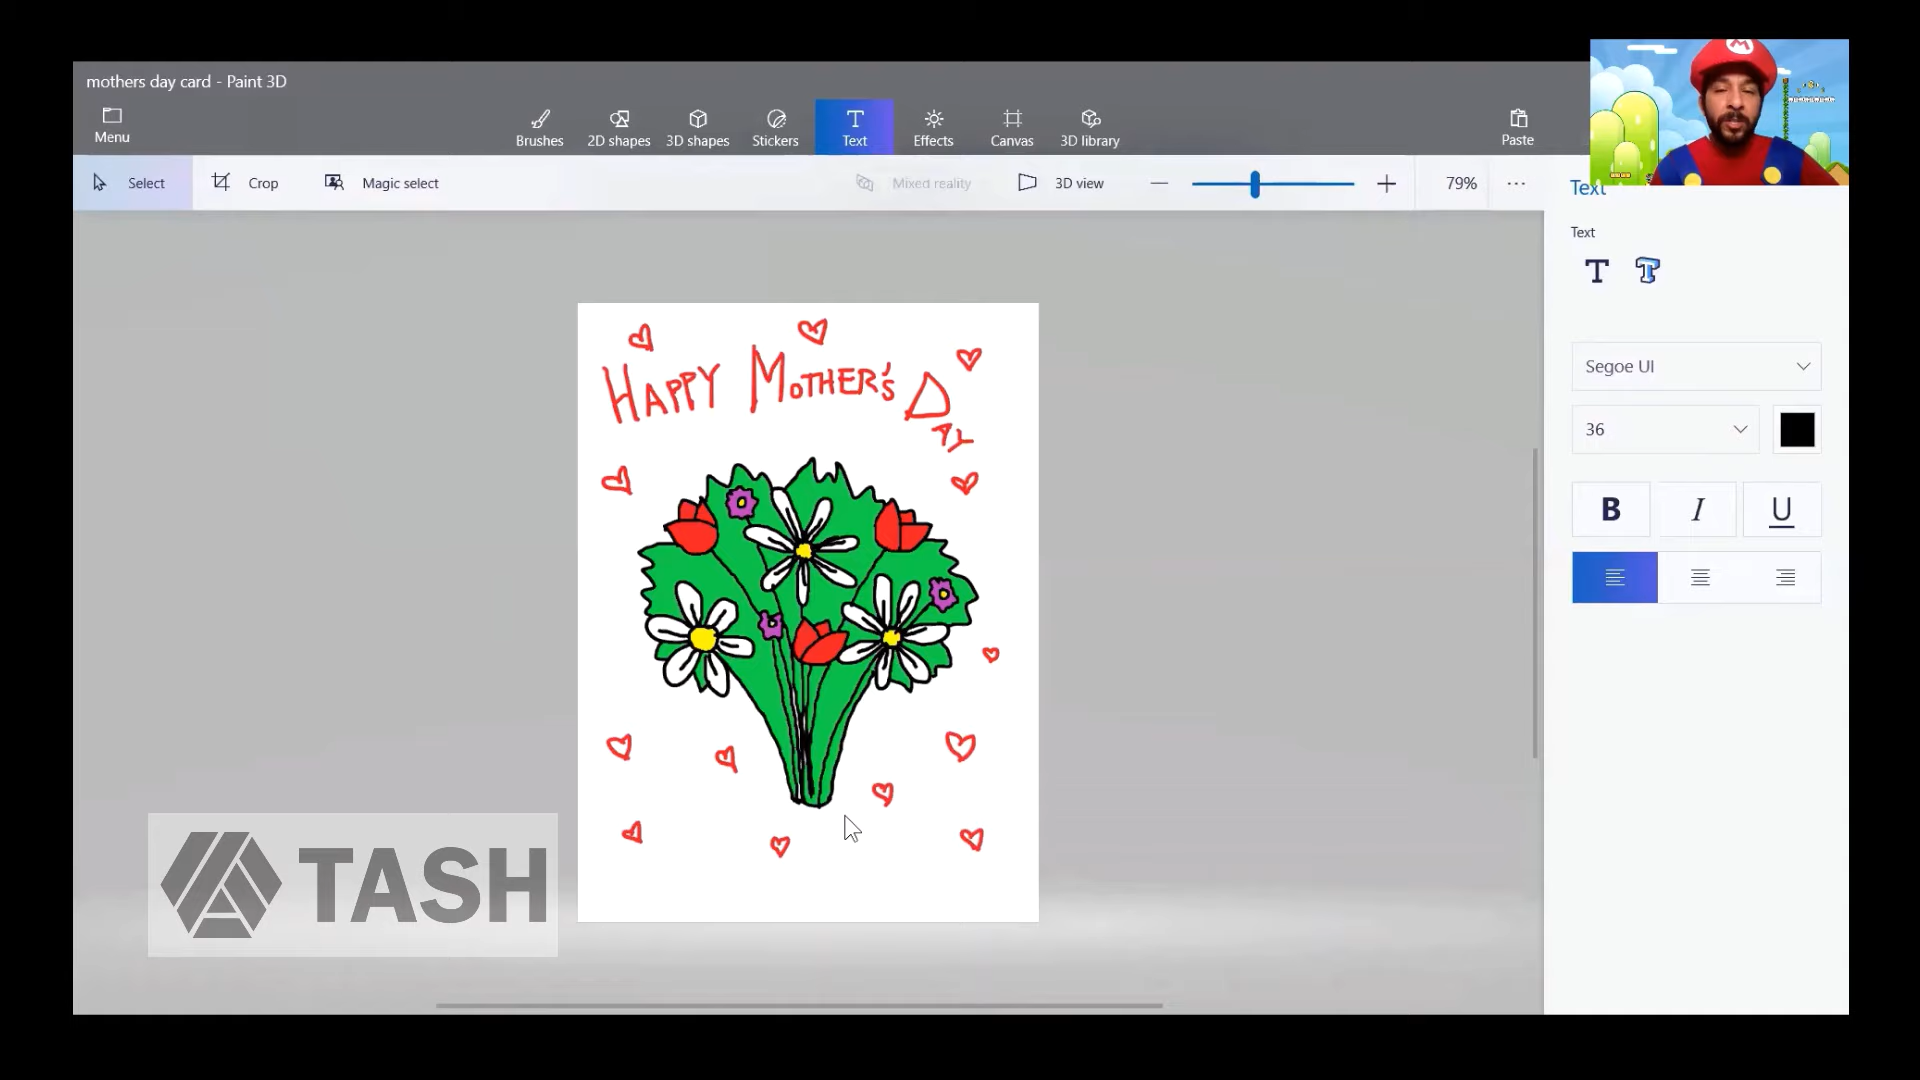 mothers day card - Paint 3D
Menu
Brushes
2D shapes
3D shapes
Stickers
Text
Effects
Canvas
3D library
Paste
M
Select
Crop
Magic select
Mixed reality
3D view
79%
Text
Text
T T
Segoe UI
36
B I U
HAPPY MOTHER'S DAY
TASH